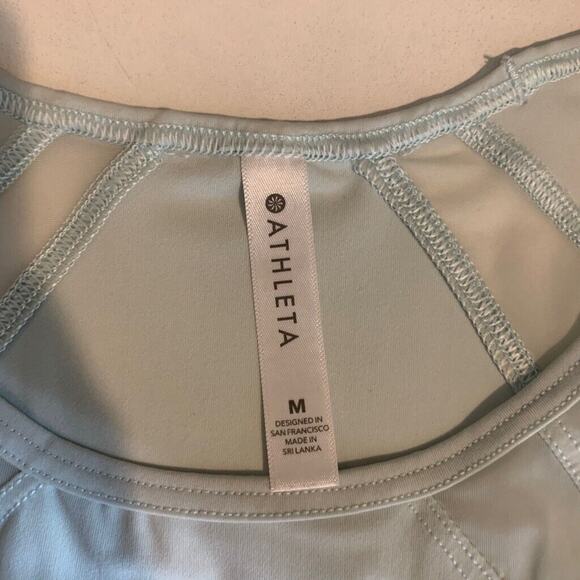 ATHLETA
M
DESIGNED IN
SAN FRANCISCO
MADE IN
SRI LANKA